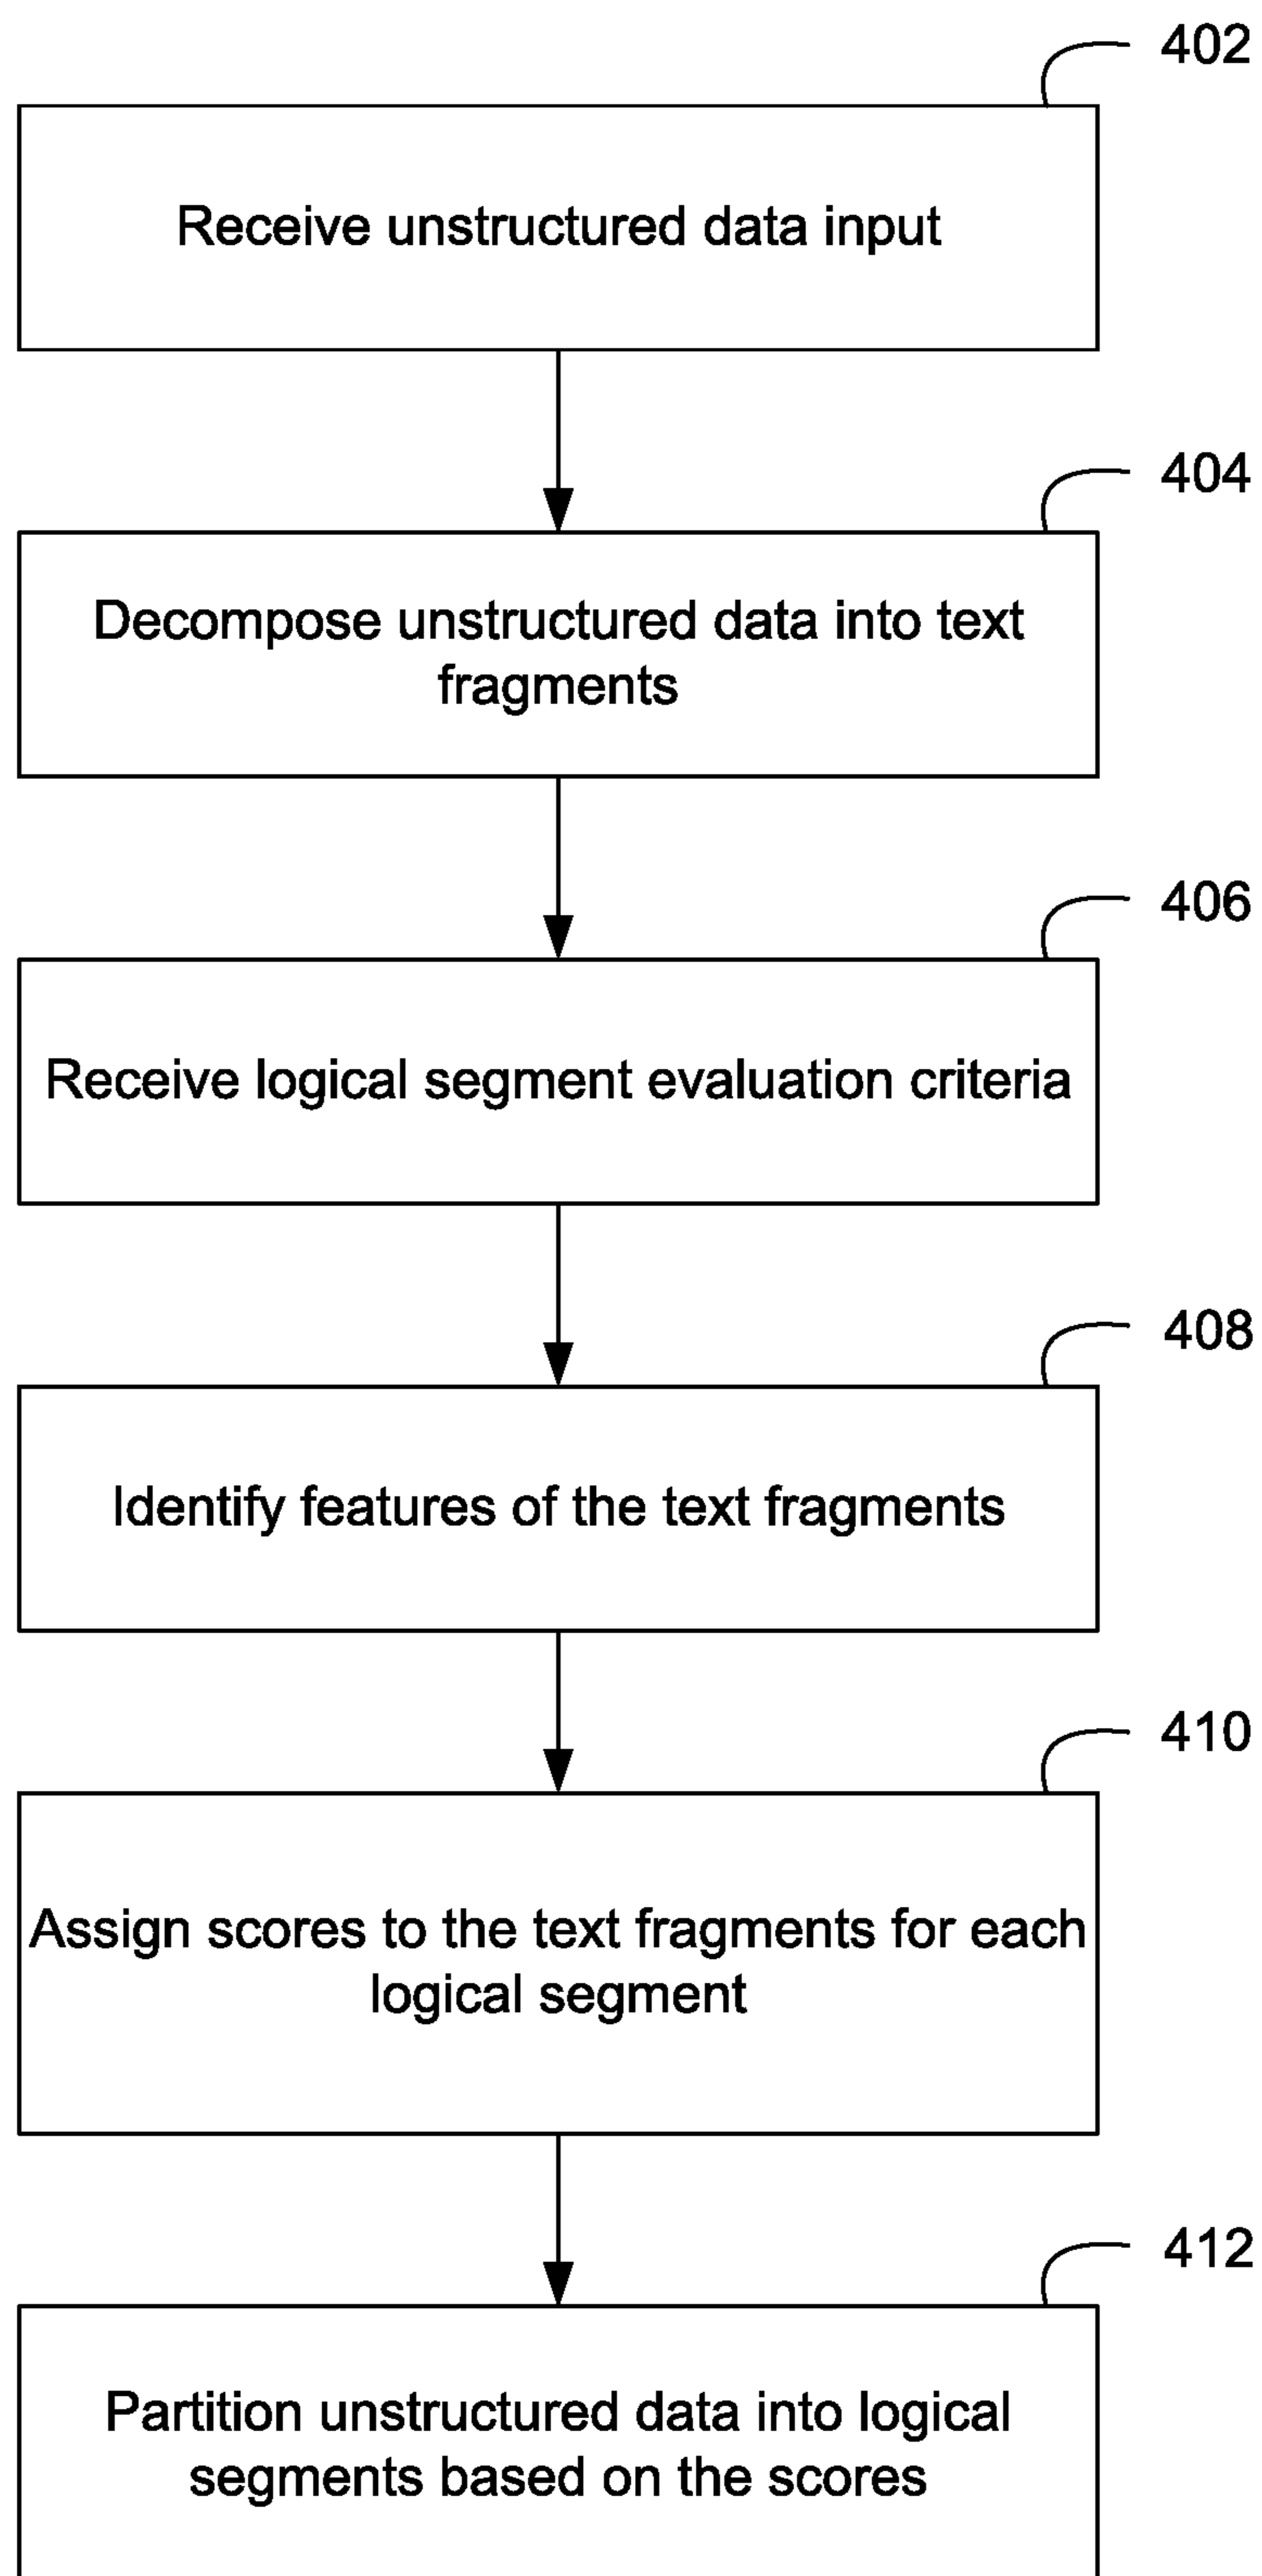 402
Receive unstructured data input
404
Decompose unstructured data into text
fragments
406
Receive logical segment evaluation criteria
408
Identify features of the text fragments
410
Assign scores to the text fragments for each
logical segment
412
Partition unstructured data into logical
segments based on the scores